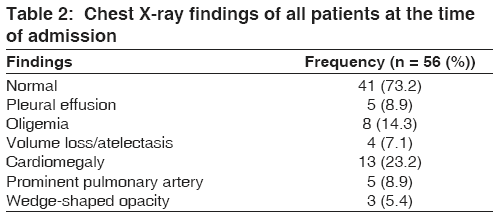 Table 2: Chest X-ray findings of all patients at the time
of admission
Findings Frequency (n = 56 (%))
Normal 41 (73.2)
Pleural effusion 5 (8.9)
Oligemia 8 (14.3)
Volume loss/atelectasis 4 (7.1)
Cardiomegaly 13 (23.2)
Prominent pulmonary artery 5 (8.9)
Wedge-shaped opacity 3 (5.4)